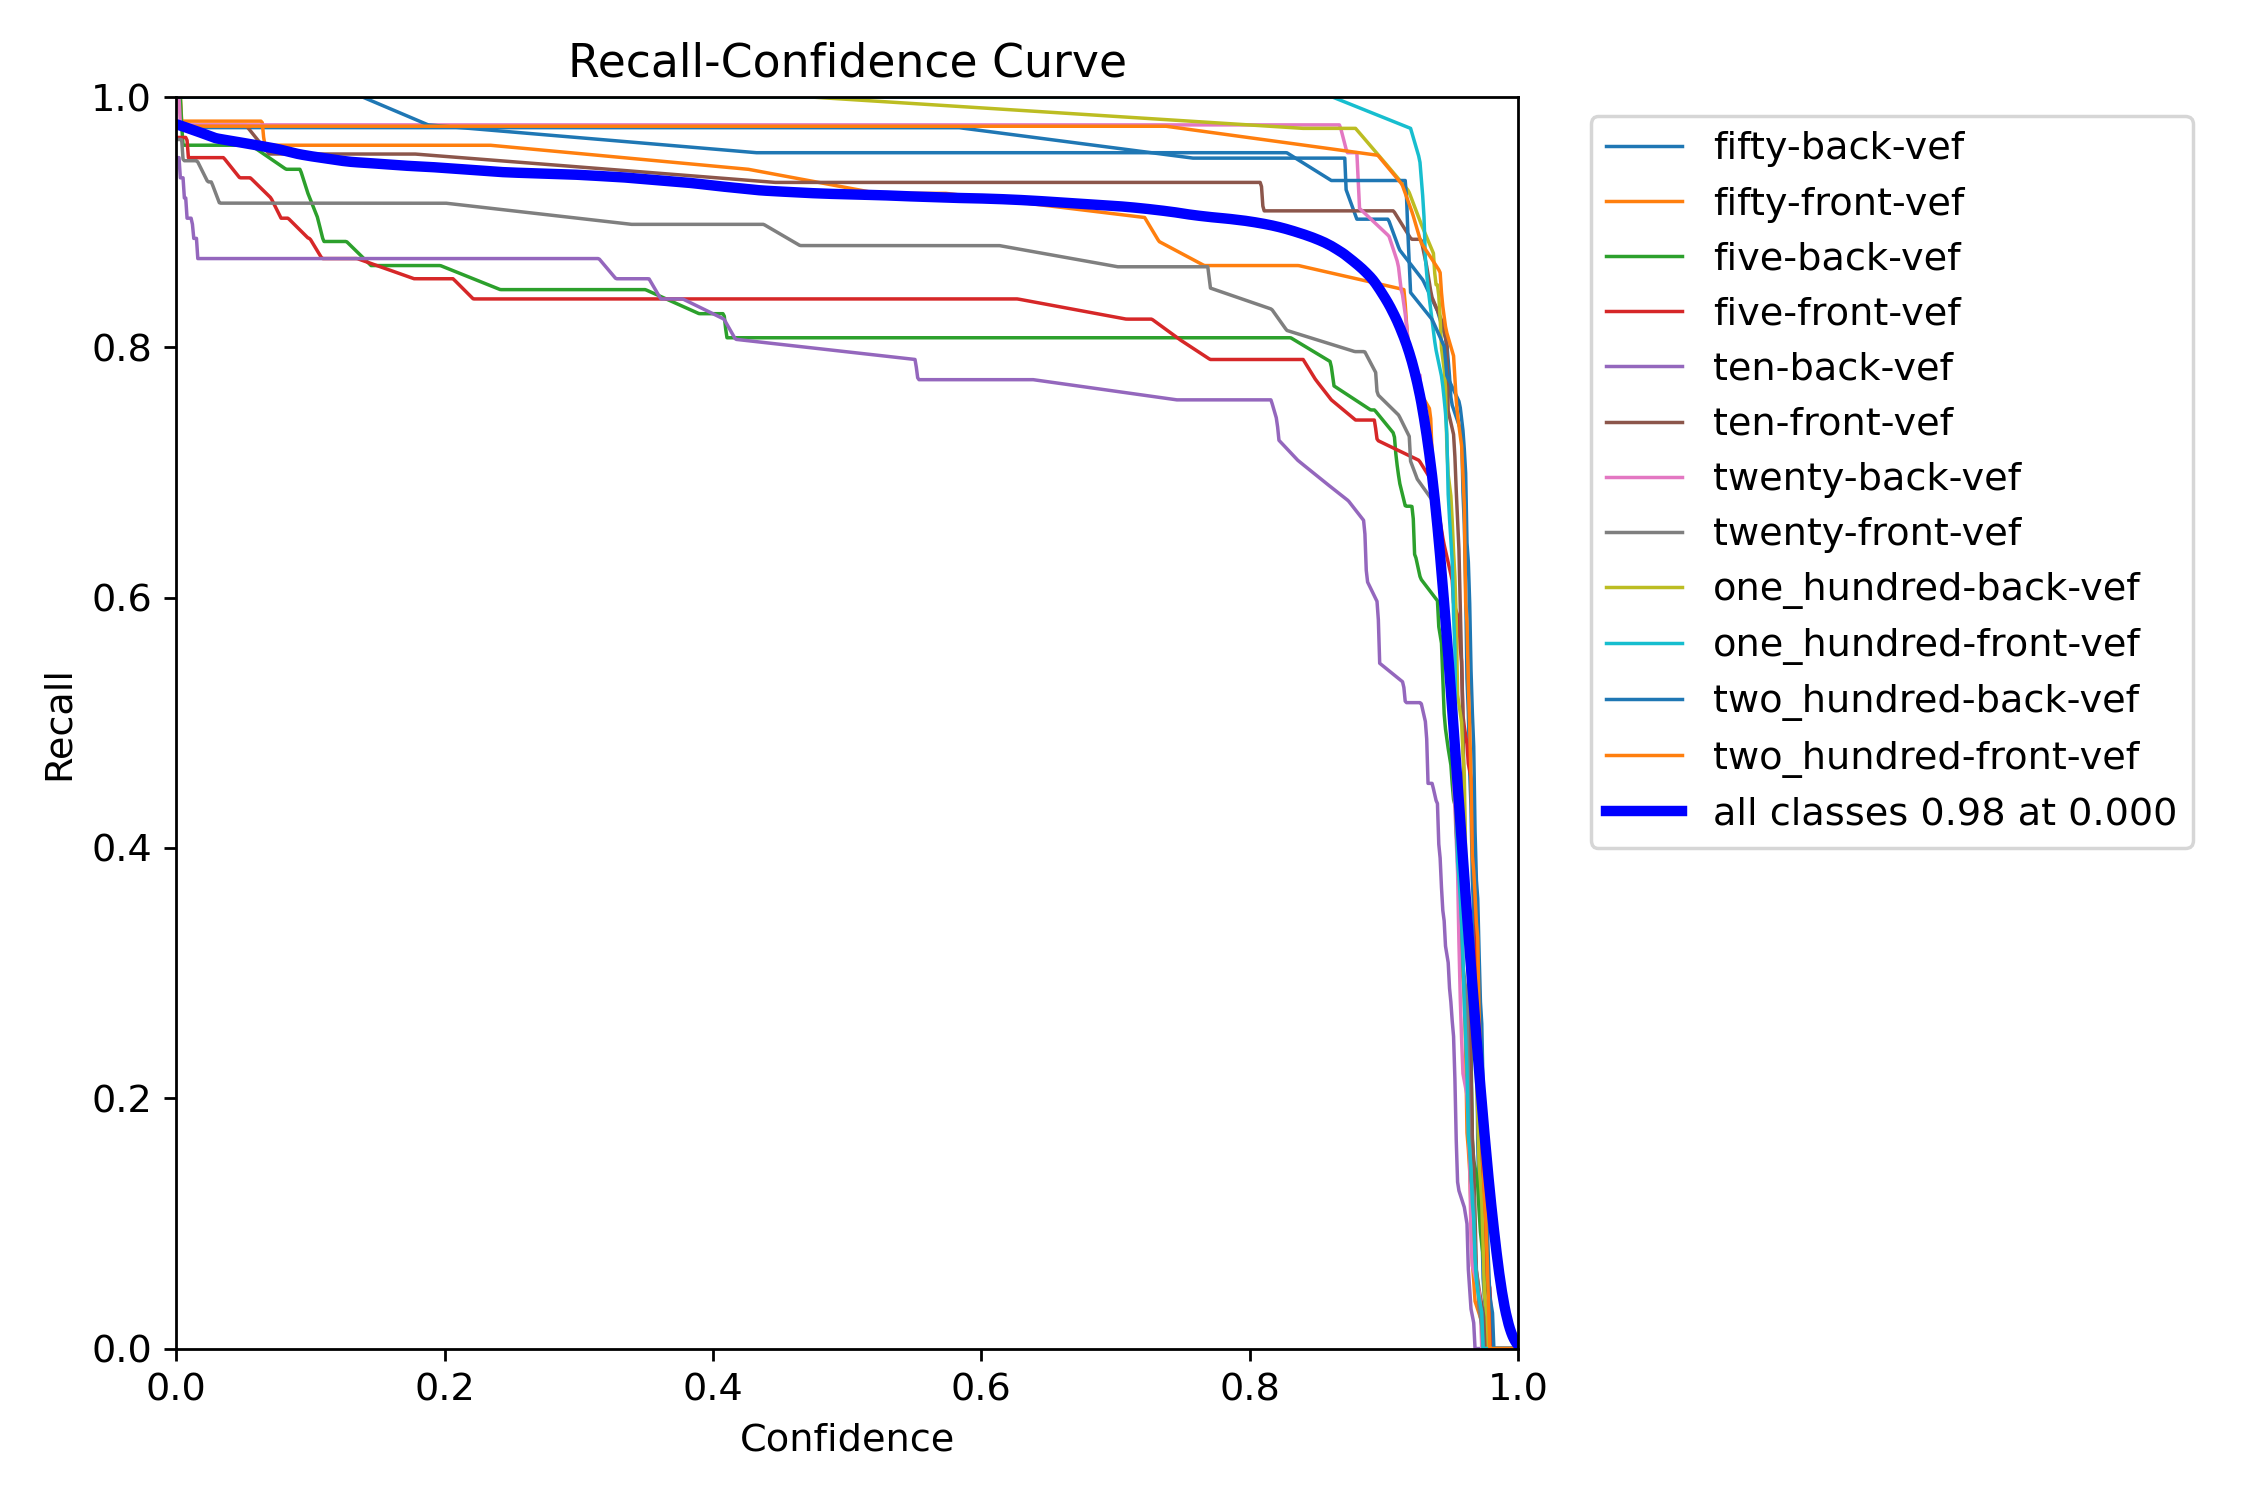 Recall-Confidence Curve
1.0
0.8
0.6
0.4
0.2
0.0
Recall
0.0 0.2 0.4 0.6 0.8 1.0
Confidence
fifty-back-vef
fifty-front-vef
five-back-vef
five-front-vef
ten-back-vef
ten-front-vef
twenty-back-vef
twenty-front-vef
one_hundred-back-vef
one_hundred-front-vef
two_hundred-back-vef
two_hundred-front-vef
all classes 0.98 at 0.000